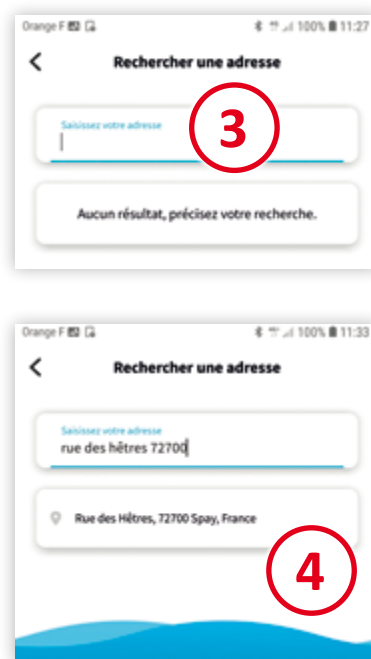 Orange F 100% 11:27
Rechercher une adresse
Saisissez votre adresse
3
Aucun résultat, précisez votre recherche.
Orange F 100% 11:33
Rechercher une adresse
Saisissez votre adresse
rue des hêtres 72700
Rue des Hêtres, 72700 Spay, France
4